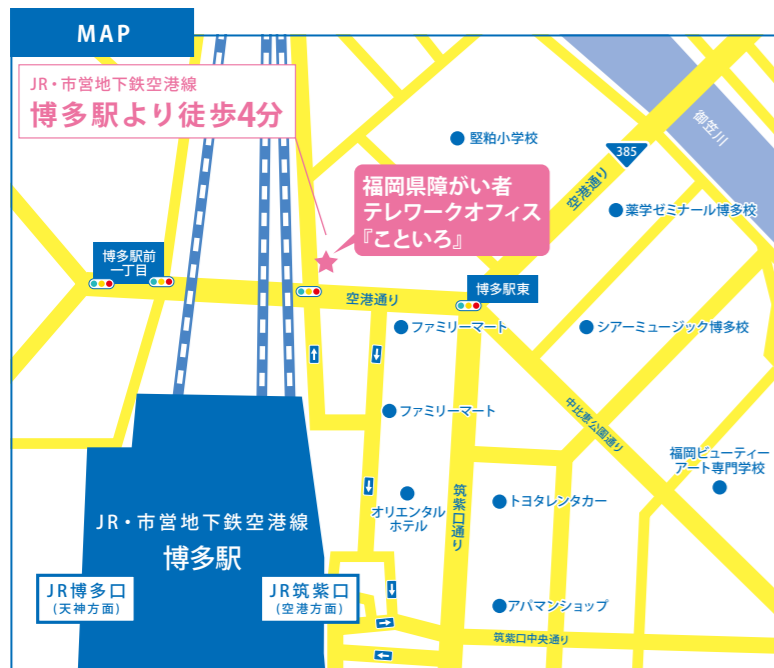 MAP
JR・市営地下鉄空港線
博多駅より徒歩4分
堅粕小学校
御笠川
385
空港通り
福岡県障がい者
テレワークオフィス
『こといろ』
薬学ゼミナール博多校
博多駅前
一丁目
空港通り
博多駅東
ファミリーマート
シアーミュージック博多校
ファミリーマート
中比恵公園通り
福岡ビューティー
アート専門学校
オリエンタル
ホテル
筑紫口通り
トヨタレンタカー
JR・市営地下鉄空港線
博多駅
JR博多口
(天神方面)
JR筑紫口
(空港方面)
アパマンショップ
筑紫口中央通り